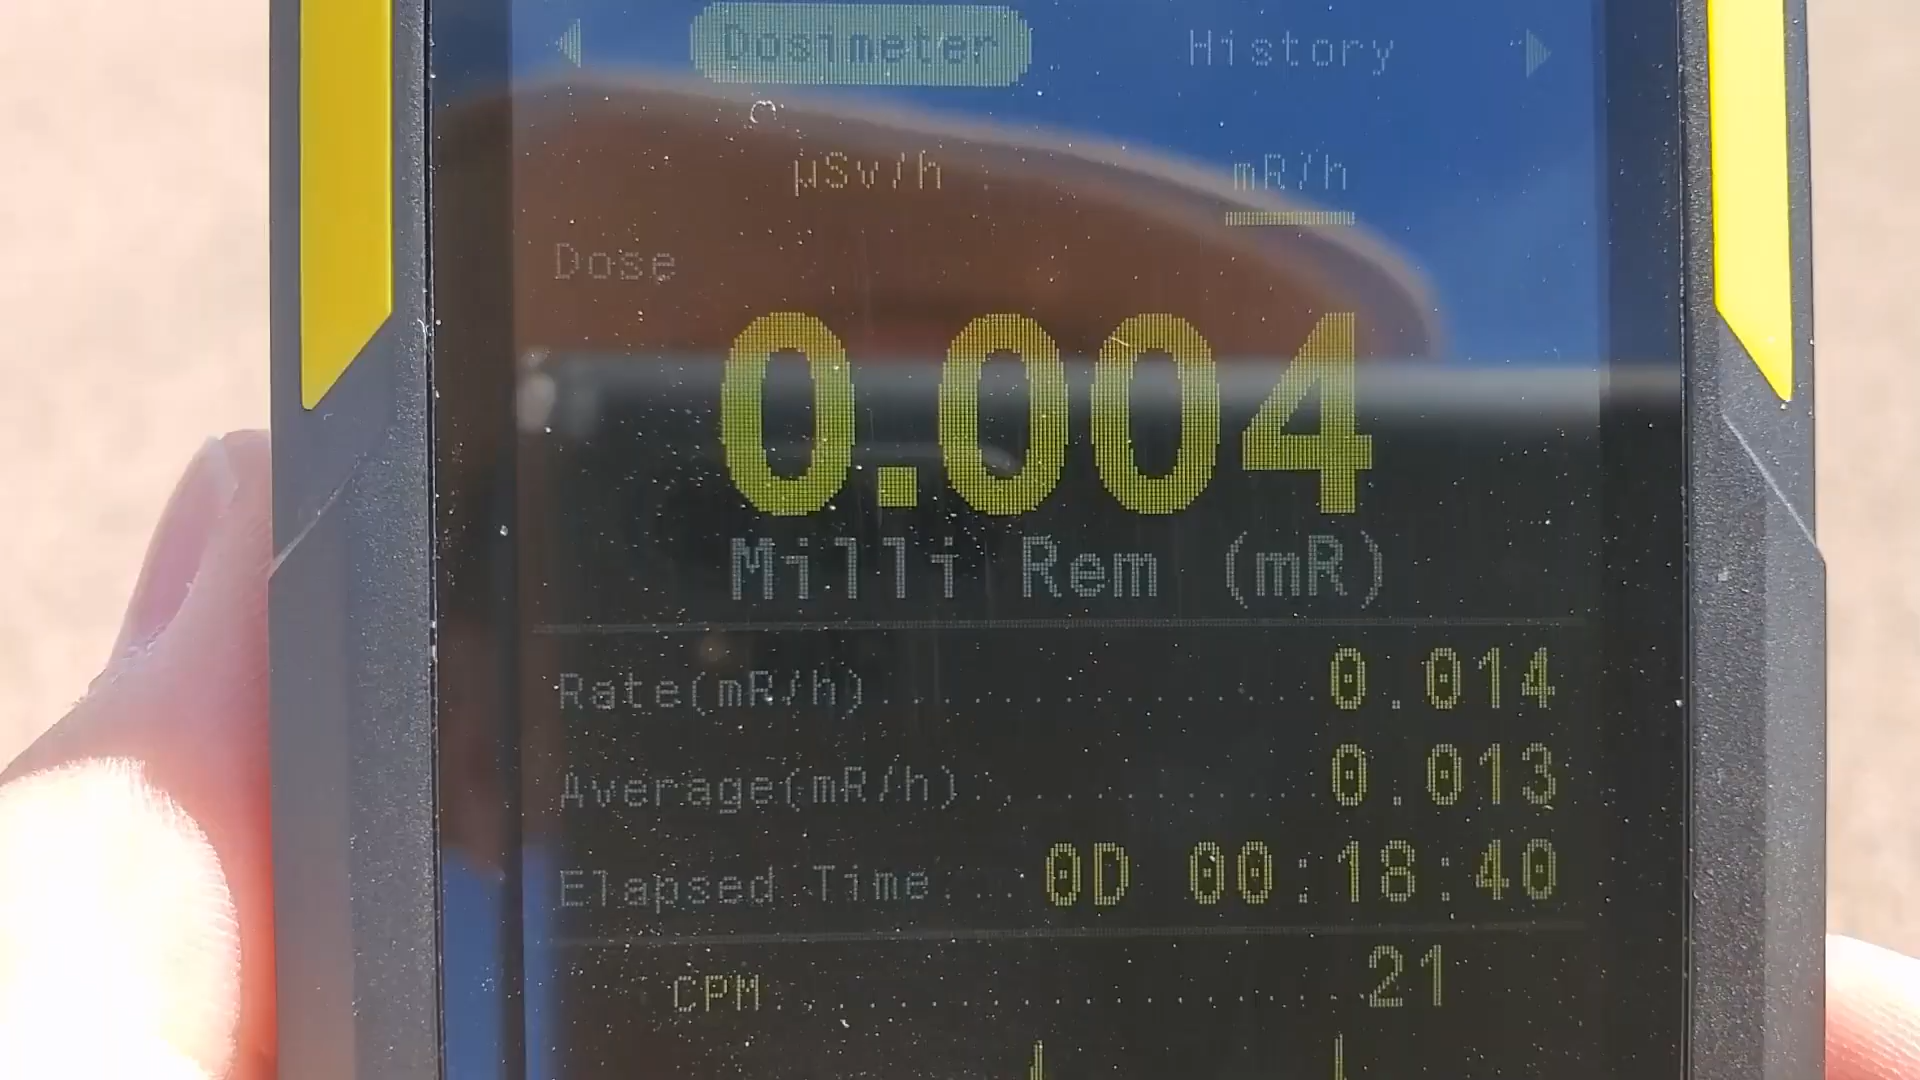 Dosimeter History
µSv/h mR/h
Dose
0.004
Milli Rem (mR)
Rate(mR/h) 0.014
Average(mR/h) 0.013
Elapsed Time 0D 00:18:40
CPM 21